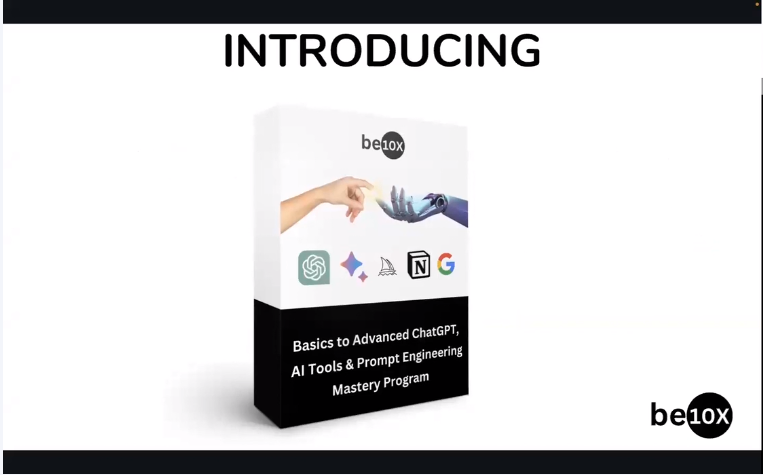 INTRODUCING
be10X
N
Basics to Advanced ChatGPT,
AI Tools & Prompt Engineering
Mastery Program
be10X